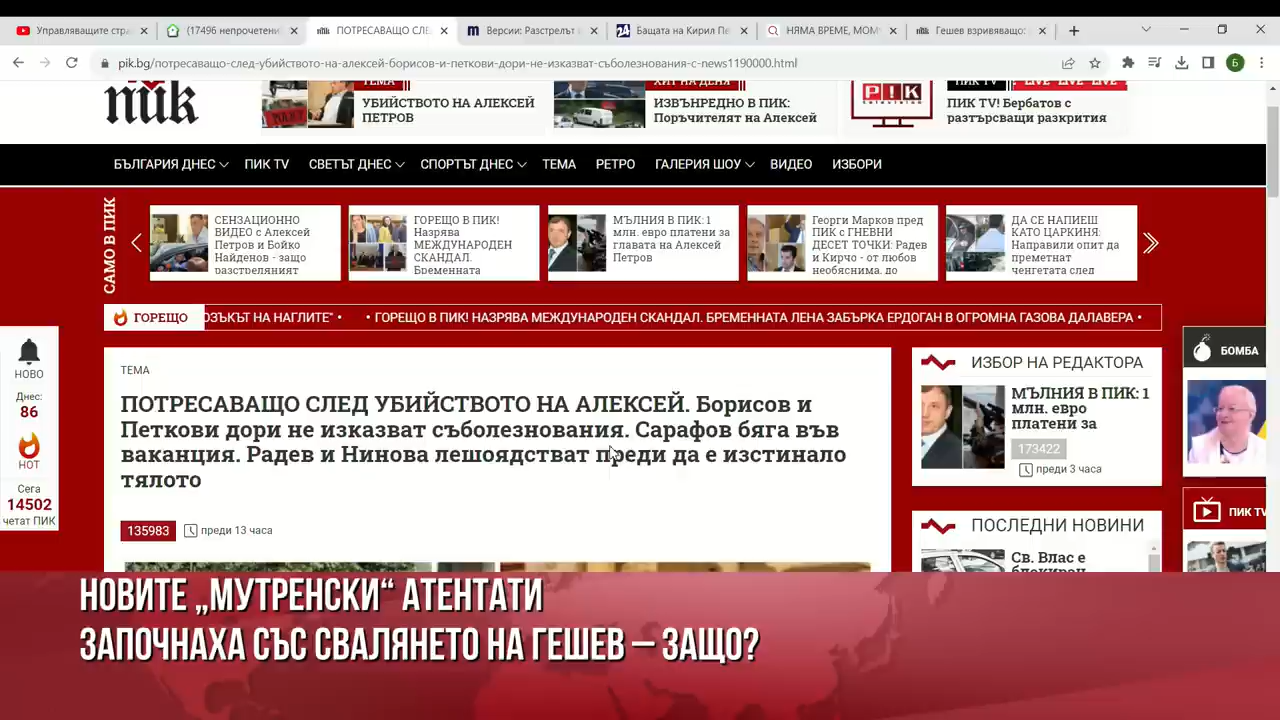 Управляващите стра
(17496 непрочетени
ПОТРЕСАВАЩО СЛЕ
Версии: Разстрелът
Бащата на Кирил Пе
НЯМА ВРЕМЕ, МОМ
Гешев взривяващо:
pik.bg/потресаващо-след-убийството-на-алексей-борисов-и-петкови-дори-не-изказват-съболезнования-с-news1190000.html
Б
пик
ТЕМА
УБИЙСТВОТО НА АЛЕКСЕЙ
ПЕТРОВ
ХИТ НА ДЕНЯ
ИЗВЪНРЕДНО В ПИК:
Поръчителят на Алексей
PIK
television
ПИК TV
LIVE LIVE LIVE
ПИК TV! Бербатов с
разтърсващи разкрития
БЪЛГАРИЯ ДНЕС
ПИК TV
СВЕТЪТ ДНЕС
СПОРТЪТ ДНЕС
ТЕМА
РЕТРО
ГАЛЕРИЯ ШОУ
ВИДЕО
ИЗБОРИ
САМО В ПИК
СЕНЗАЦИОННО
ВИДЕО с Алексей
Петров и Бойко
Найденов - защо
разстреляният
ГОРЕЩО В ПИК!
Назрява
МЕЖДУНАРОДЕН
СКАНДАЛ.
Бременната
МЪЛНИЯ В ПИК: 1
млн. евро платени за
главата на Алексей
Петров
Георги Марков пред
ПИК с ГНЕВНИ
ДЕСЕТ ТОЧКИ: Радев
и Кирчо - от любов
необяснима, до
ДА СЕ НАПИЕШ
КАТО ЦАРКИНЯ:
Направили опит да
преметнат
ченгетата след
ГОРЕЩО
ОЗЪКЪТ НА НАГЛИТЕ" •
• ГОРЕЩО В ПИК! НАЗРЯВА МЕЖДУНАРОДЕН СКАНДАЛ. БРЕМЕННАТА ЛЕНА ЗАБЪРКА ЕРДОГАН В ОГРОМНА ГАЗОВА ДАЛАВЕРА •
НОВО
Днес:
86
HOT
Сега
14502
четат ПИК
ТЕМА
ПОТРЕСАВАЩО СЛЕД УБИЙСТВОТО НА АЛЕКСЕЙ. Борисов и
Петкови дори не изказват съболезнования. Сарафов бяга във
ваканция. Радев и Нинова лешоядстват преди да е изстинало
тялото
135983
преди 13 часа
ИЗБОР НА РЕДАКТОРА
МЪЛНИЯ В ПИК: 1
млн. евро
платени за
173422
преди 3 часа
ПОСЛЕДНИ НОВИНИ
Св. Влас е
БОМБА
ПИК TV
НОВИТЕ „МУТРЕНСКИ“ АТЕНТАТИ
ЗАПОЧНАХА СЪС СВАЛЯНЕТО НА ГЕШЕВ – ЗАЩО?